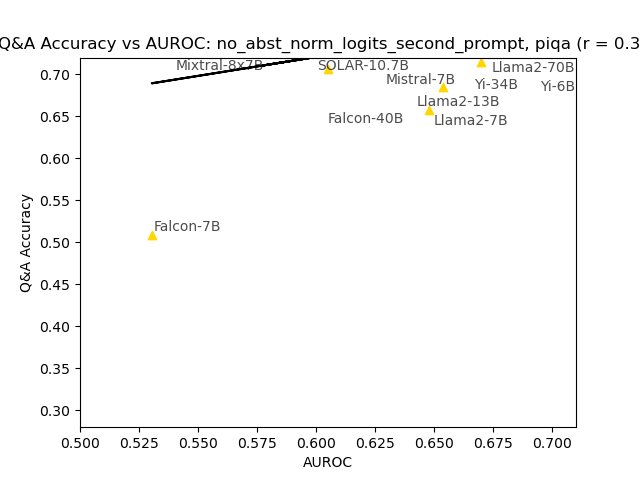 Q&A Accuracy vs AUROC: no_abst_norm_logits_second_prompt, piqa (r = 0.3
0.70
0.65
0.60
0.55
0.50
0.45
0.40
0.35
0.30
Q&A Accuracy
Mixtral-8x7B
SOLAR-10.7B
Llama2-70B
Mistral-7B
Yi-34B
Yi-6B
Llama2-13B
Falcon-40B
Llama2-7B
Falcon-7B
0.500
0.525
0.550
0.575
0.600
0.625
0.650
0.675
0.700
AUROC